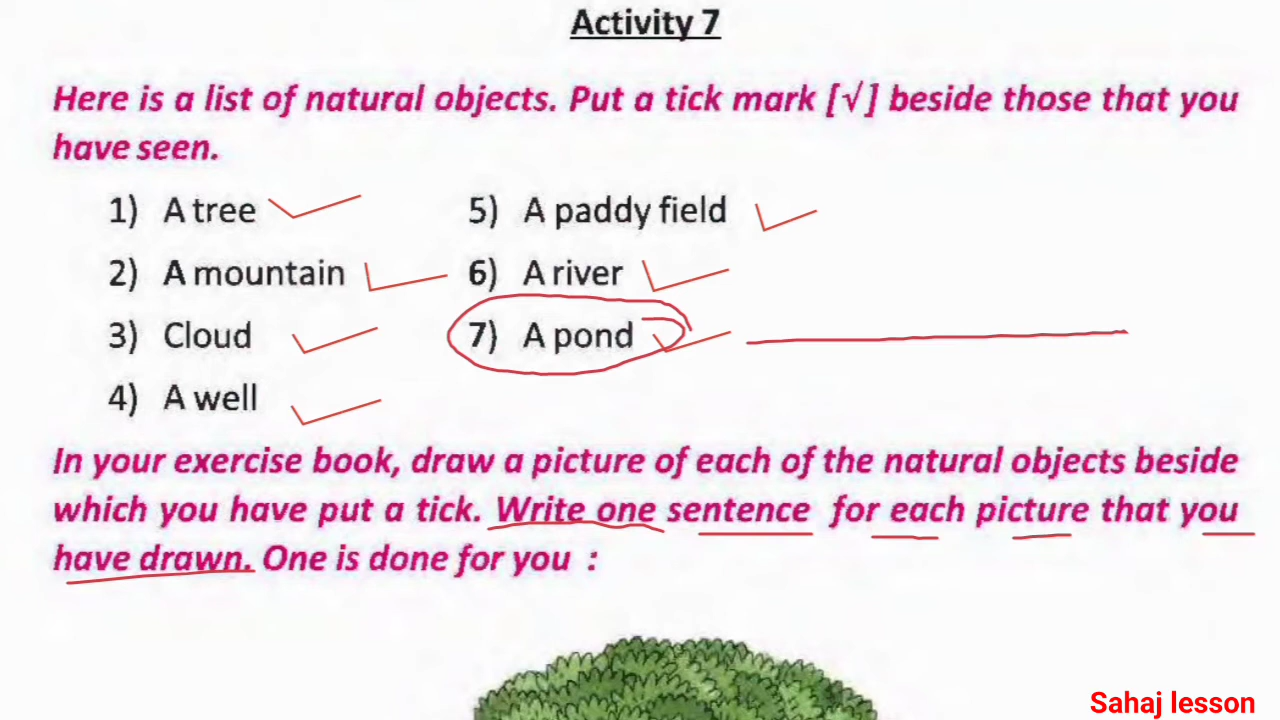 Activity 7
Here is a list of natural objects. Put a tick mark [√] beside those that you
have seen.
1) A tree 5) A paddy field
2) A mountain 6) A river
3) Cloud 7) A pond
4) A well
In your exercise book, draw a picture of each of the natural objects beside
which you have put a tick. Write one sentence for each picture that you
have drawn. One is done for you :
Sahaj lesson